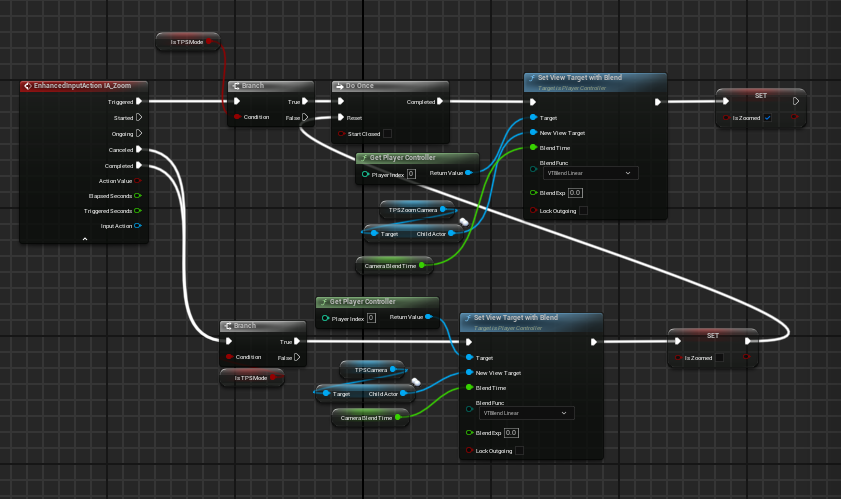 IsTPSMode
EnhancedInputAction IA_Zoom
Triggered
Started
Ongoing
Canceled
Completed
Action Value
Elapsed Seconds
Triggered Seconds
Input Action
Branch
True
Condition
False
Do Once
Completed
Reset
Start Closed
Get Player Controller
Player Index 0
Return Value
TPSZoom Camera
Target
Child Actor
Camera Blend Time
Set View Target with Blend
Target is Player Controller
Target
New View Target
Blend Time
Blend Func
VTBlend Linear
Blend Exp 0.0
Lock Outgoing
SET
Is Zoomed
Branch
True
Condition
False
IsTPSMode
Get Player Controller
Player Index 0
Return Value
TPSCamera
Target
Child Actor
Camera Blend Time
Set View Target with Blend
Target is Player Controller
Target
New View Target
Blend Time
Blend Func
VTBlend Linear
Blend Exp 0.0
Lock Outgoing
SET
Is Zoomed